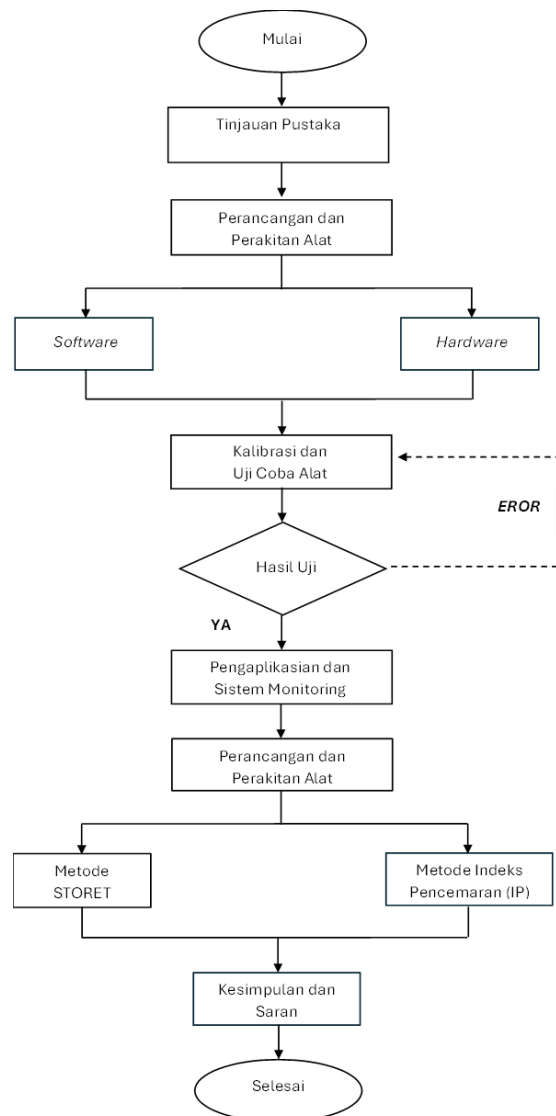 Mulai
Tinjauan Pustaka
Perancangan dan
Perakitan Alat
Software
Hardware
Kalibrasi dan
Uji Coba Alat
EROR
Hasil Uji
YA
Pengaplikasian dan
Sistem Monitoring
Perancangan dan
Perakitan Alat
Metode
STORET
Metode Indeks
Pencemaran (IP)
Kesimpulan dan
Saran
Selesai